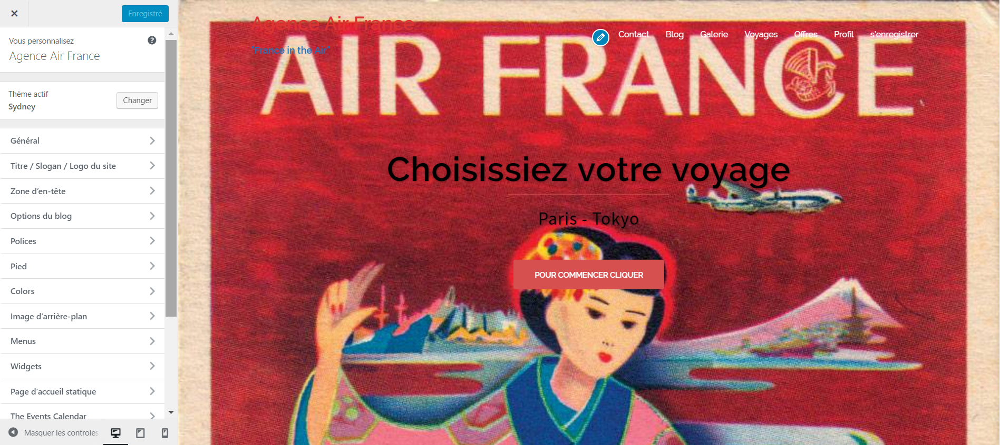 Enregistré
Vous personnalisez
Agence Air France
Thème actif
Sydney
Changer
Général
Titre / Slogan / Logo du site
Zone d'en-tête
Options du blog
Polices
Pied
Colors
Image d'arrière-plan
Menus
Widgets
Page d'accueil statique
The Events Calendar
Masquer les controles
Agence Air France
"France in the Air"
Contact Blog Galerie Voyages Offres Profil s'enregistrer
AIR FRANCE
Choisissiez votre voyage
Paris - Tokyo
POUR COMMENCER CLIQUER